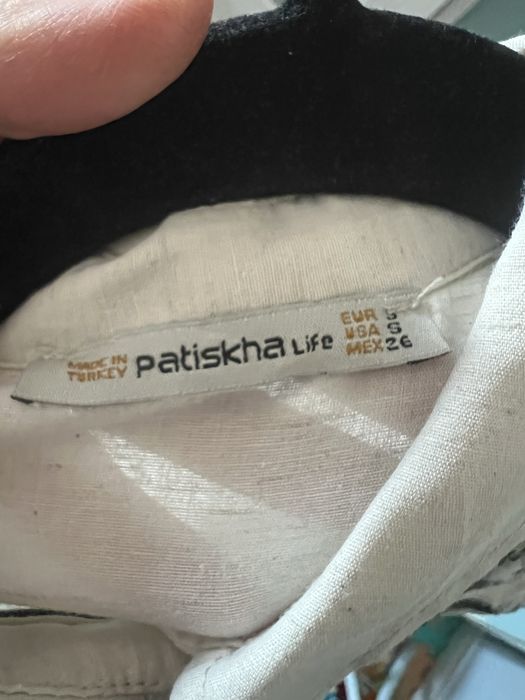 MADE IN
TURKEY
Patiskha Life
EUR S
USA S
MEX 26